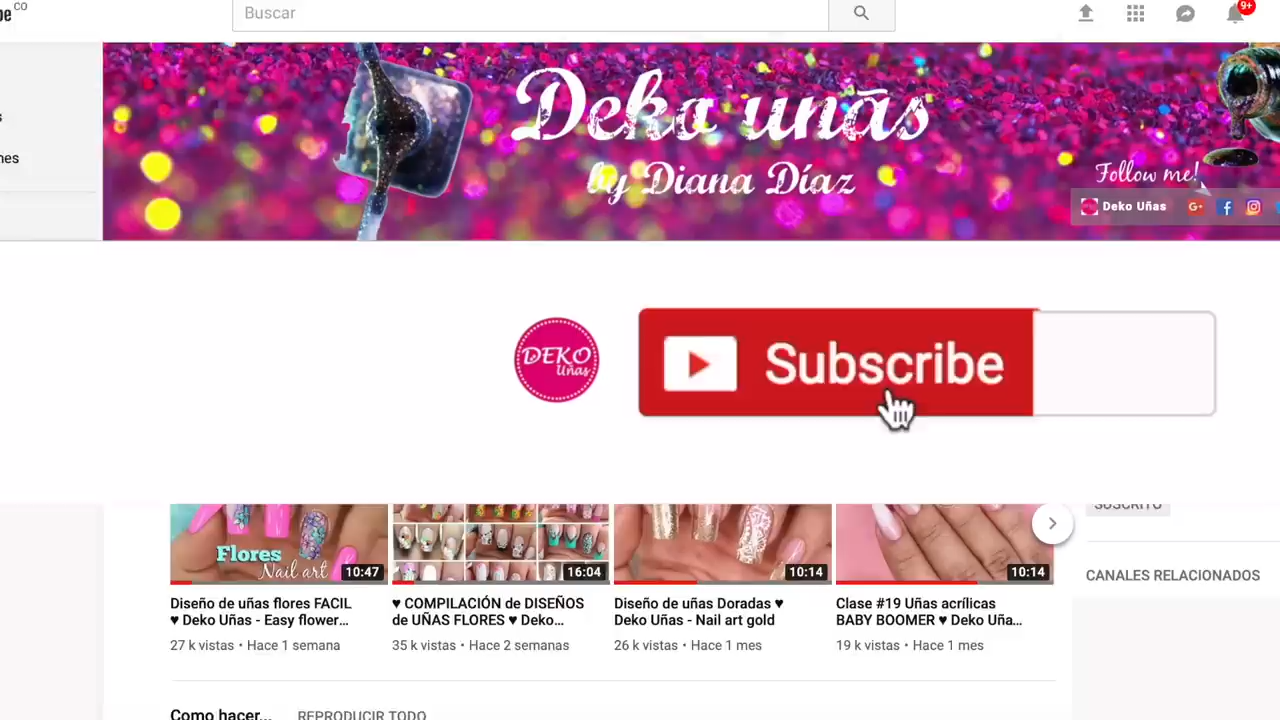 be CO
Buscar
9+
Deko uñas
by Diana Díaz
Follow me!
Deko Uñas
G+
DEKO
Uñas
Subscribe
SUSCRITO
Flores
Nail art
10:47
16:04
10:14
10:14
CANALES RELACIONADOS
Diseño de uñas flores FACIL
♥ Deko Uñas - Easy flower...
27 k vistas • Hace 1 semana
♥ COMPILACIÓN de DISEÑOS
de UÑAS FLORES ♥ Deko...
35 k vistas • Hace 2 semanas
Diseño de uñas Doradas ♥
Deko Uñas - Nail art gold
26 k vistas • Hace 1 mes
Clase #19 Uñas acrílicas
BABY BOOMER ♥ Deko Uña...
19 k vistas • Hace 1 mes
Como hacer...
REPRODUCIR TODO